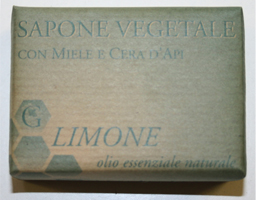 SAPONE VEGETALE
CON MIELE E CERA D'API
G
LIMONE
olio essenziale naturale